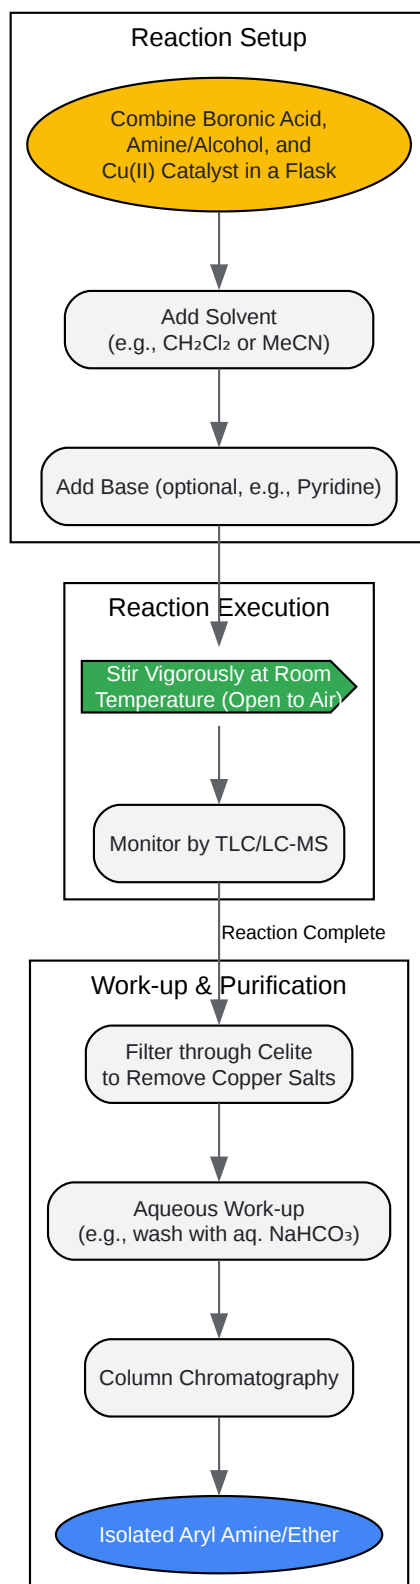 Reaction Setup
Combine Boronic Acid,
Amine/Alcohol, and
Cu(II) Catalyst in a Flask
Add Solvent
(e.g., CH₂Cl₂ or MeCN)
Add Base (optional, e.g., Pyridine)
Reaction Execution
Stir Vigorously at Room
Temperature (Open to Air)
Monitor by TLC/LC-MS
Reaction Complete
Work-up & Purification
Filter through Celite
to Remove Copper Salts
Aqueous Work-up
(e.g., wash with aq. NaHCO₃)
Column Chromatography
Isolated Aryl Amine/Ether